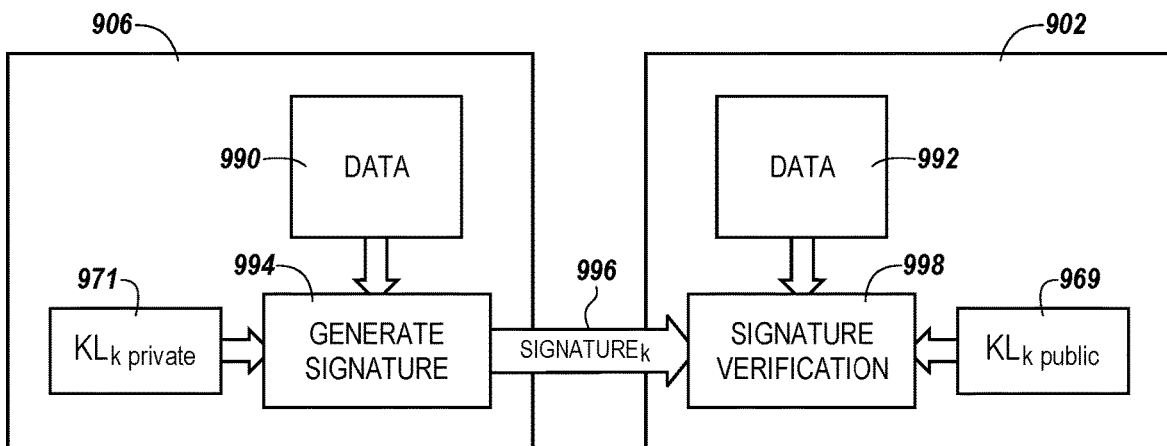 906
902
990
DATA
DATA
992
971
994
996
998
969
KLk private
GENERATE
SIGNATURE
SIGNATUREk
SIGNATURE
VERIFICATION
KLk public